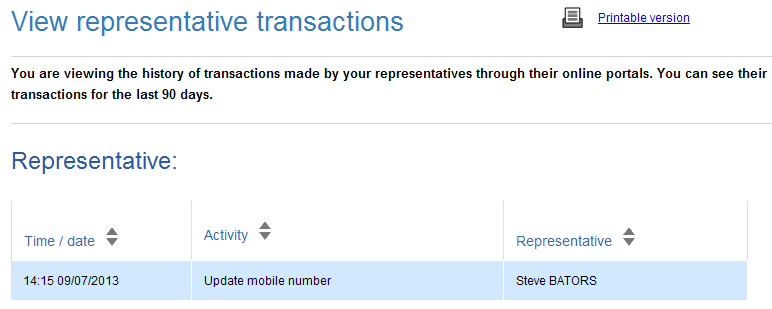 View representative transactions
Printable version
You are viewing the history of transactions made by your representatives through their online portals. You can see their
transactions for the last 90 days.
Representative:
Time / date Activity Representative
14:15 09/07/2013 Update mobile number Steve BATORS